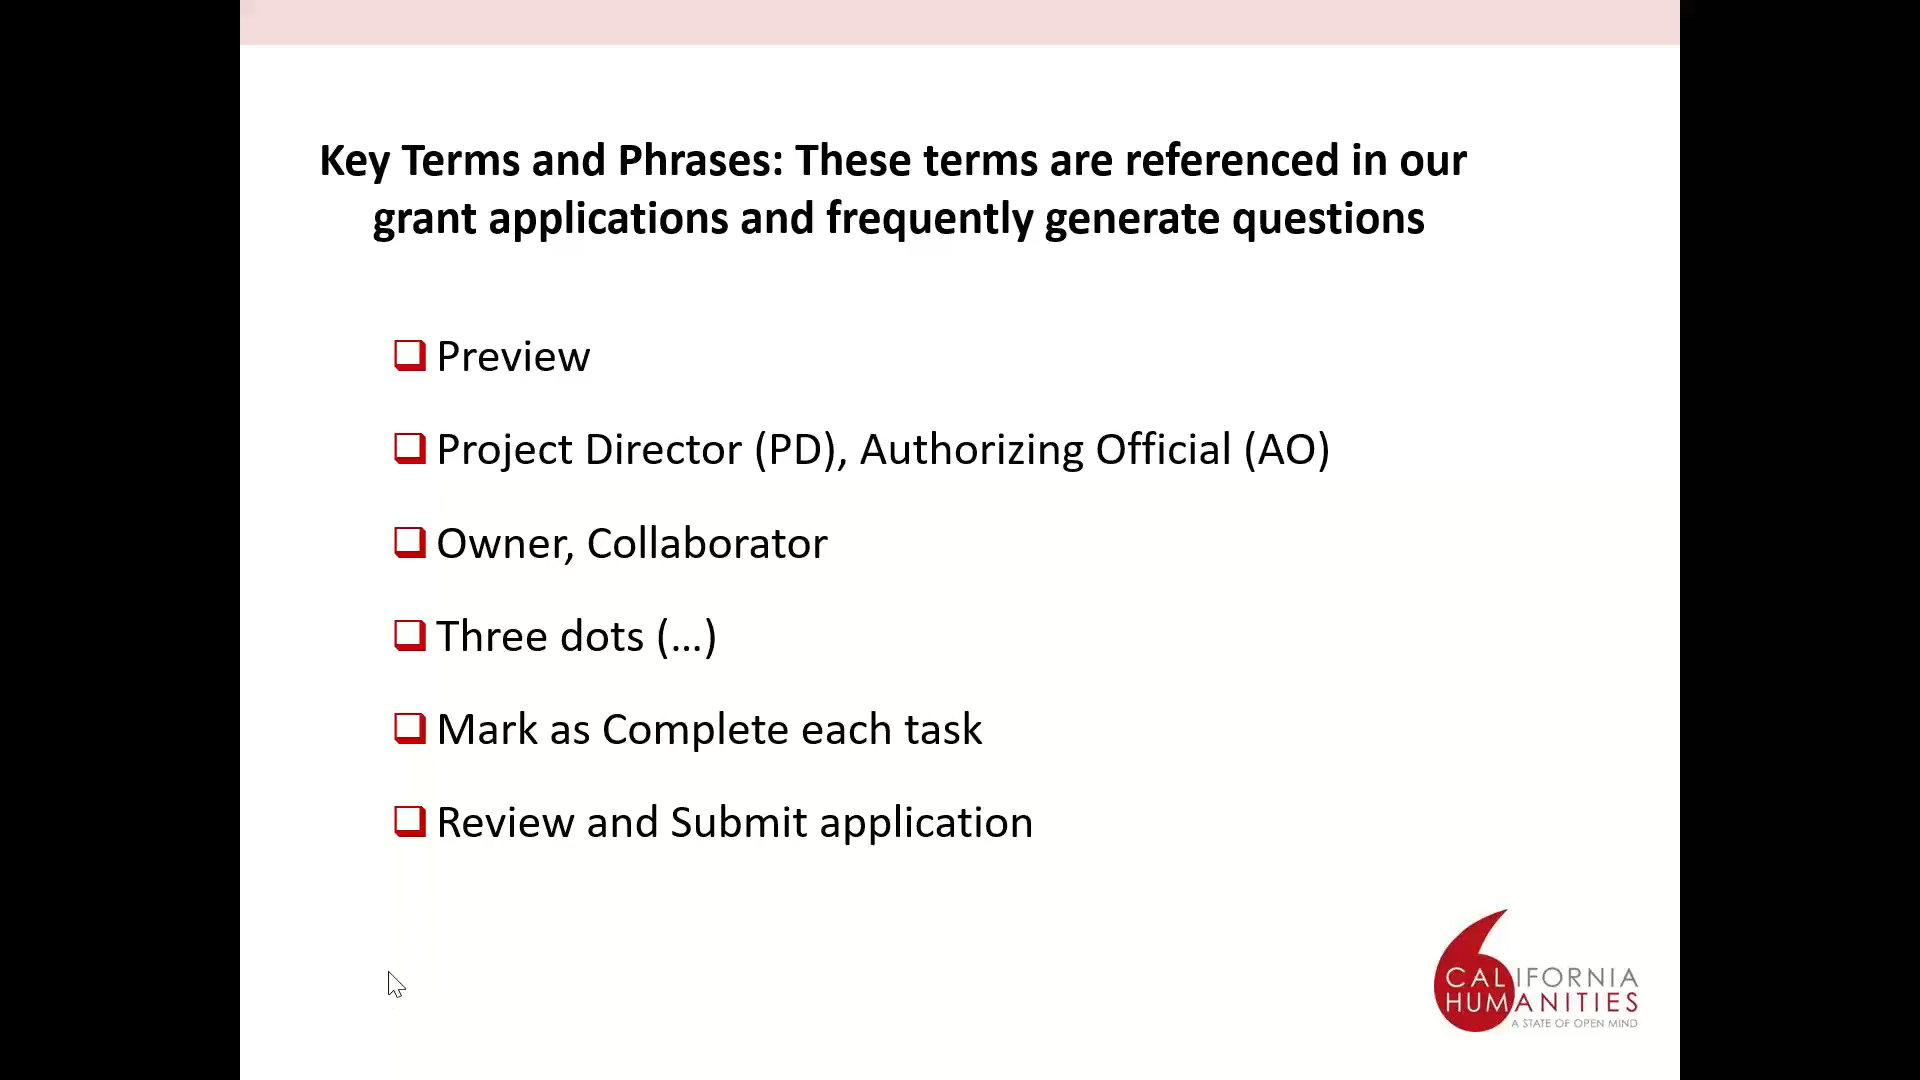 Key Terms and Phrases: These terms are referenced in our
grant applications and frequently generate questions
Preview
Project Director (PD), Authorizing Official (AO)
Owner, Collaborator
Three dots (...)
Mark as Complete each task
Review and Submit application
CALIFORNIA
HUMANITIES
A STATE OF OPEN MIND